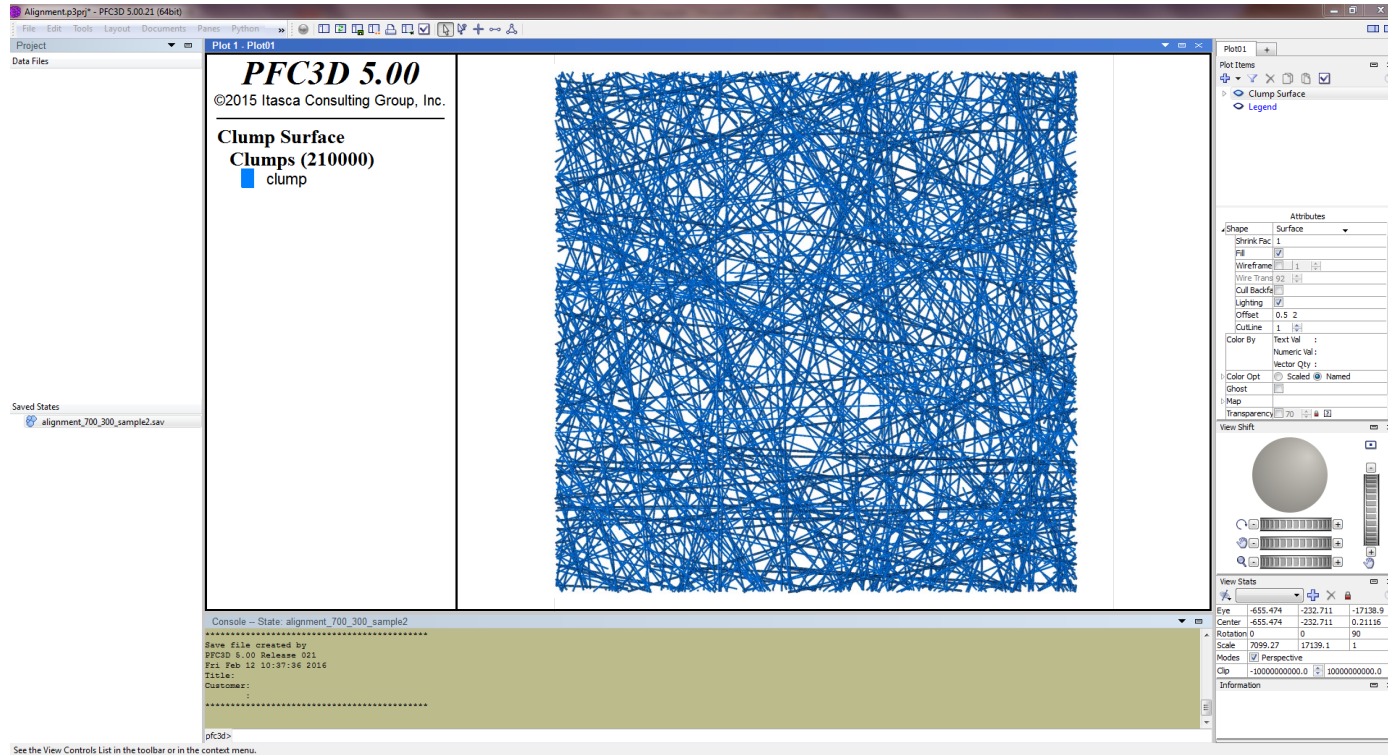 Alignment.p3prj* - PFC3D 5.00.21 (64bit)
File Edit Tools Layout Documents Panes Python »
Project
Data Files
Saved States
alignment_700_300_sample2.sav
Plot 1 - Plot01
PFC3D 5.00
©2015 Itasca Consulting Group, Inc.
Clump Surface
Clumps (210000)
clump
Console -- State: alignment_700_300_sample2
*********************************************
Save file created by
PFC3D 5.00 Release 021
Fri Feb 12 10:37:36 2016
Title:
Customer:
:
*********************************************
pfc3d>
See the View Controls List in the toolbar or in the context menu.
Plot01 +
Plot Items
Clump Surface
Legend
Attributes
Shape Surface
Shrink Fac 1
Fill
Wireframe 1
Wire Trans 92
Cull Backfa
Lighting
Offset 0.5 2
CutLine 1
Color By Text Val :
Numeric Val :
Vector Qty :
Color Opt Scaled Named
Ghost
Map
Transparency 70
View Shift
View Stats
Eye -655.474 -232.711 -17138.9
Center -655.474 -232.711 0.21116
Rotation 0 0 90
Scale 7099.27 17139.1 1
Modes Perspective
Clip -10000000000.0 10000000000.0
Information